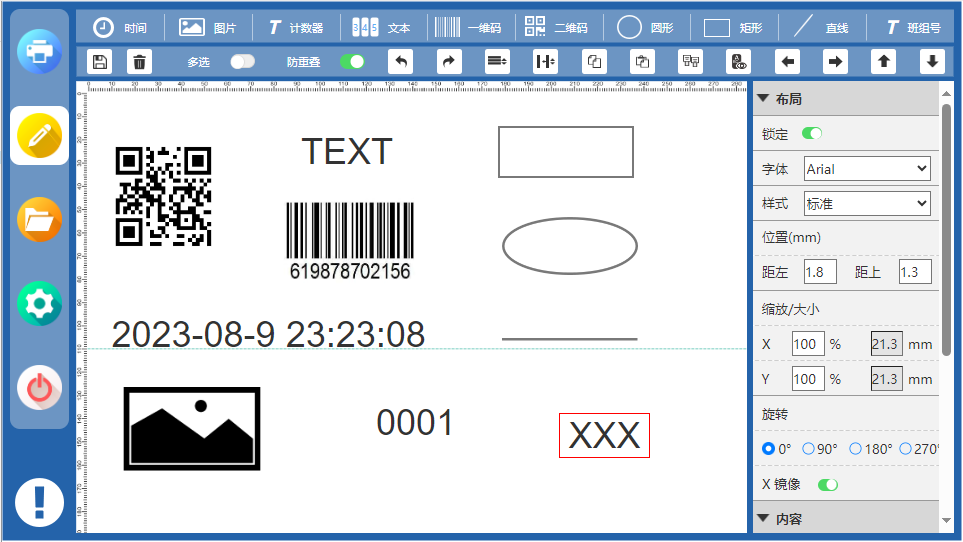 时间 图片 T 计数器 3 4 5 文本 一维码 二维码 圆形 矩形 直线 T 班组号
多选 防重叠
布局
锁定
字体 Arial
样式 标准
位置(mm)
距左 1.8 距上 1.3
缩放/大小
X 100 % 21.3 mm
Y 100 % 21.3 mm
旋转
0° 90° 180° 270°
X 镜像
内容
TEXT
619878702156
2023-08-9 23:23:08
0001
XXX